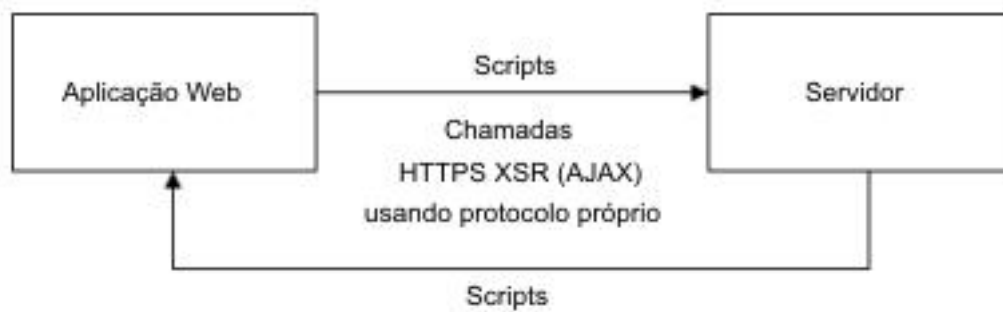 Aplicação Web
Scripts
Servidor
Chamadas
HTTPS XSR (AJAX)
usando protocolo próprio
Scripts